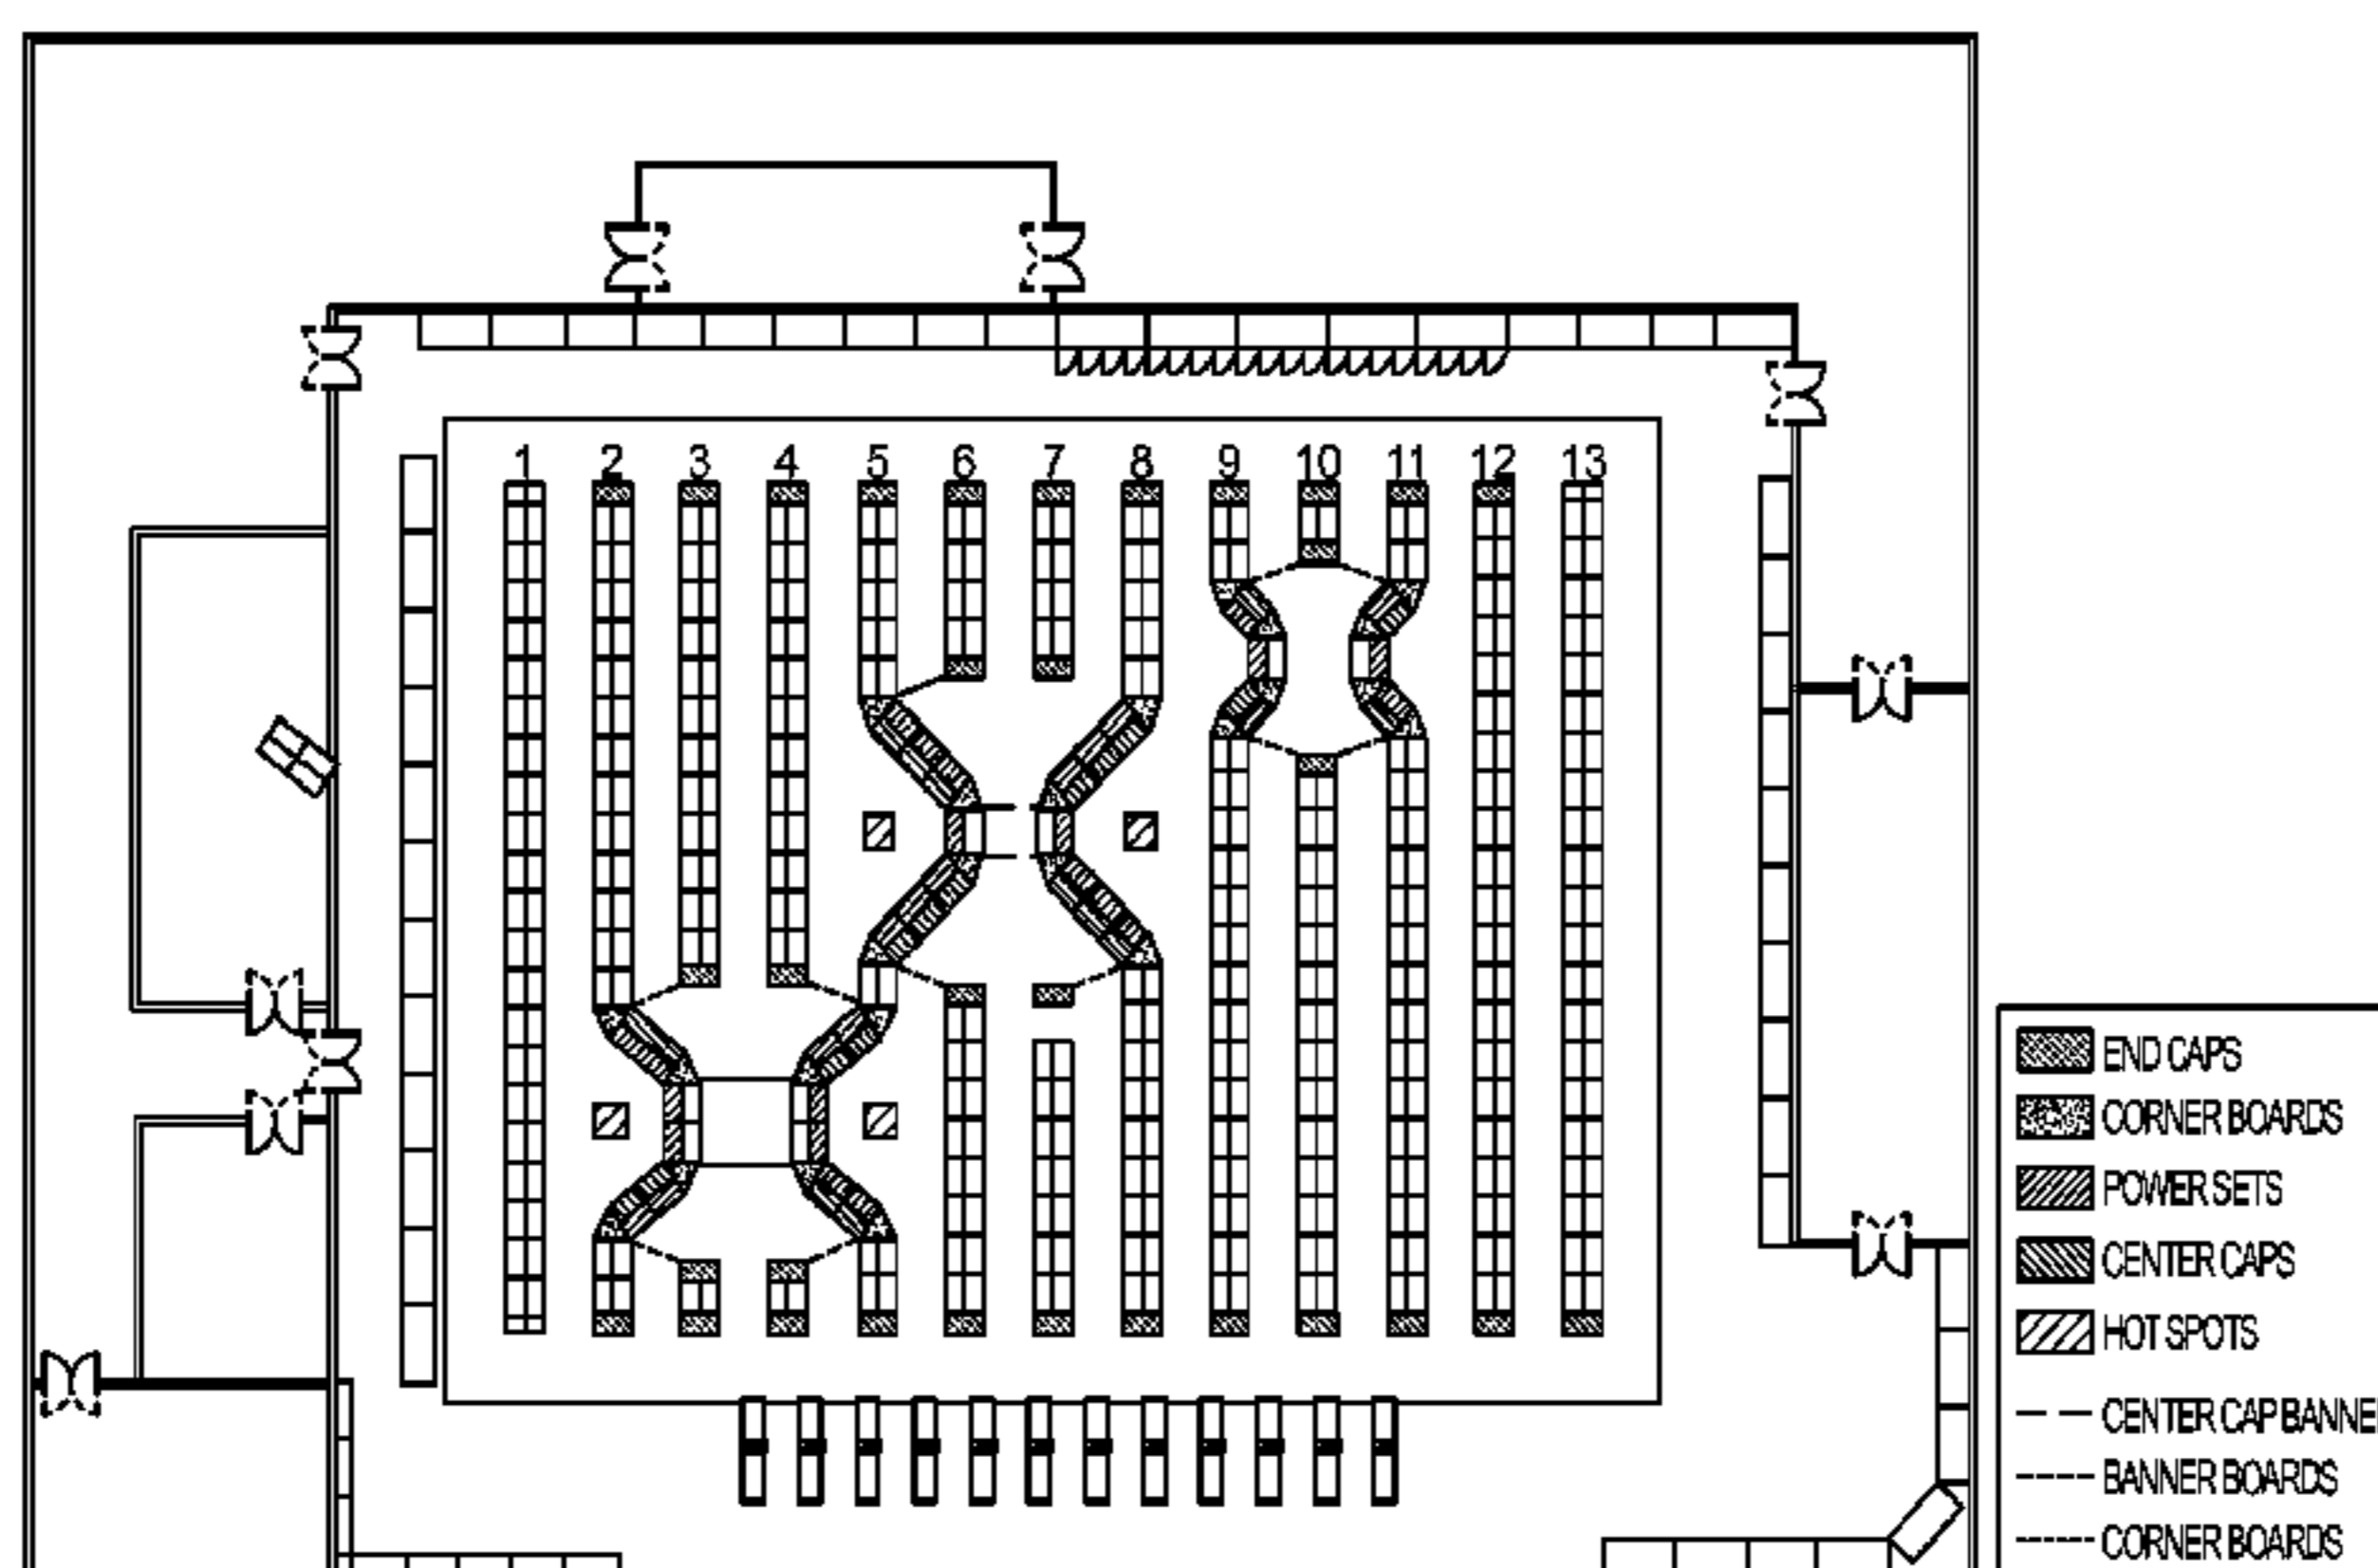 1 2 3 4 5 6 7 8 9 10 11 12 13
END CAPS
CORNER BOARDS
POWER SETS
CENTER CAPS
HOT SPOTS
CENTER CAP BANNE
BANNER BOARDS
CORNER BOARDS